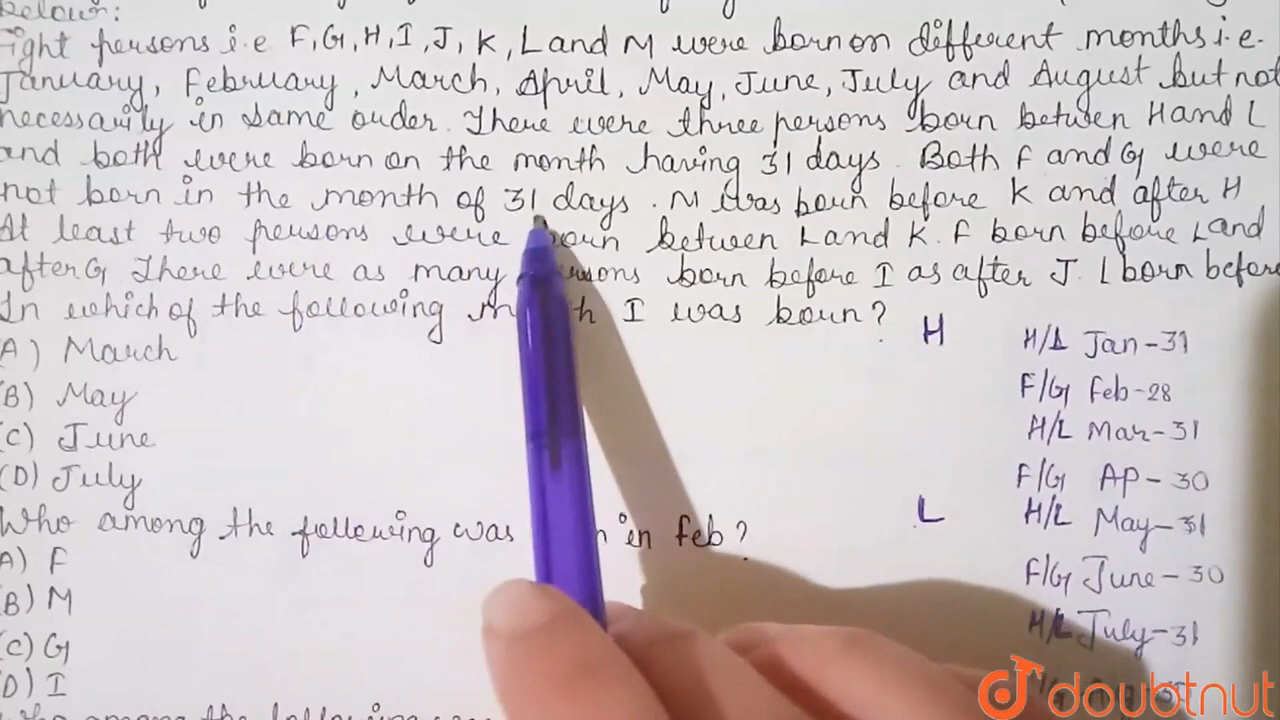 Below:
Eight persons i.e F, G, H, I, J, K, L and M were born on different months i.e.
January, February, March, April, May, June, July and August but not
necessarily in same order. There were three persons born betwen H and L
and both were born on the month having 31 days. Both F and G were
not born in the month of 31 days. M was born before K and after H
At least two persons were born between L and K. F born before L and
after G There were as many persons born before I as after J. L born before
In which of the following month I was born?
A) March
(B) May
(C) June
(D) July
Who among the following was in feb?
A) F
(B) M
(C) G
(D) I
H
L
H/L Jan-31
F/G Feb-28
H/L Mar-31
F/G AP-30
H/L May-31
F/G June-30
H/L July-31
doubtnut